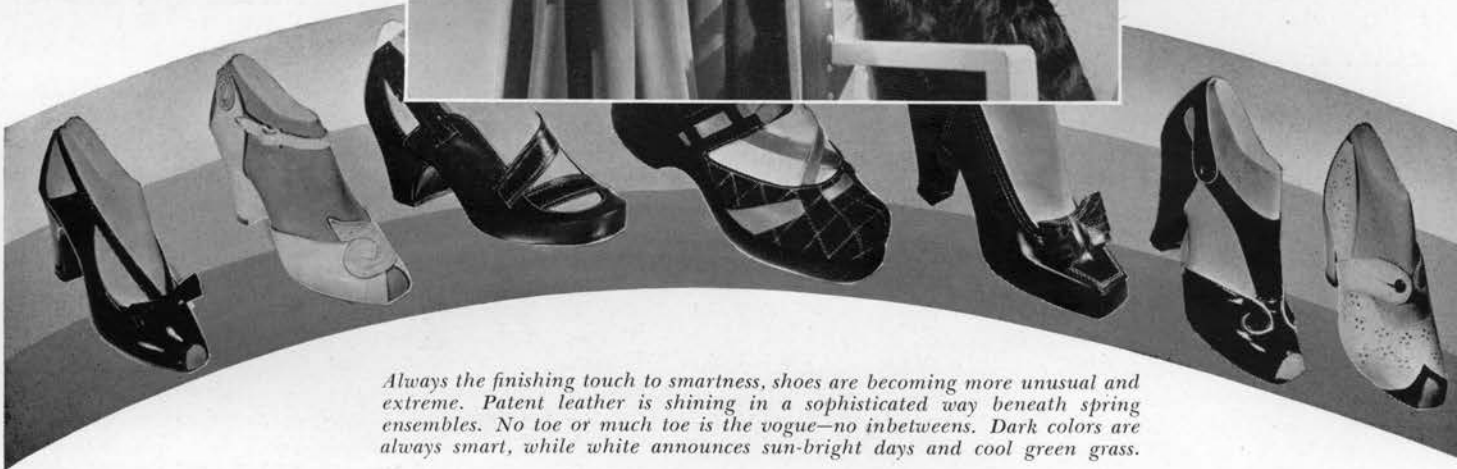 Always the finishing touch to smartness, shoes are becoming more unusual and
extreme. Patent leather is shining in a sophisticated way beneath spring
ensembles. No toe or much toe is the vogue—no inbetweens. Dark colors are
always smart, while white announces sun-bright days and cool green grass.